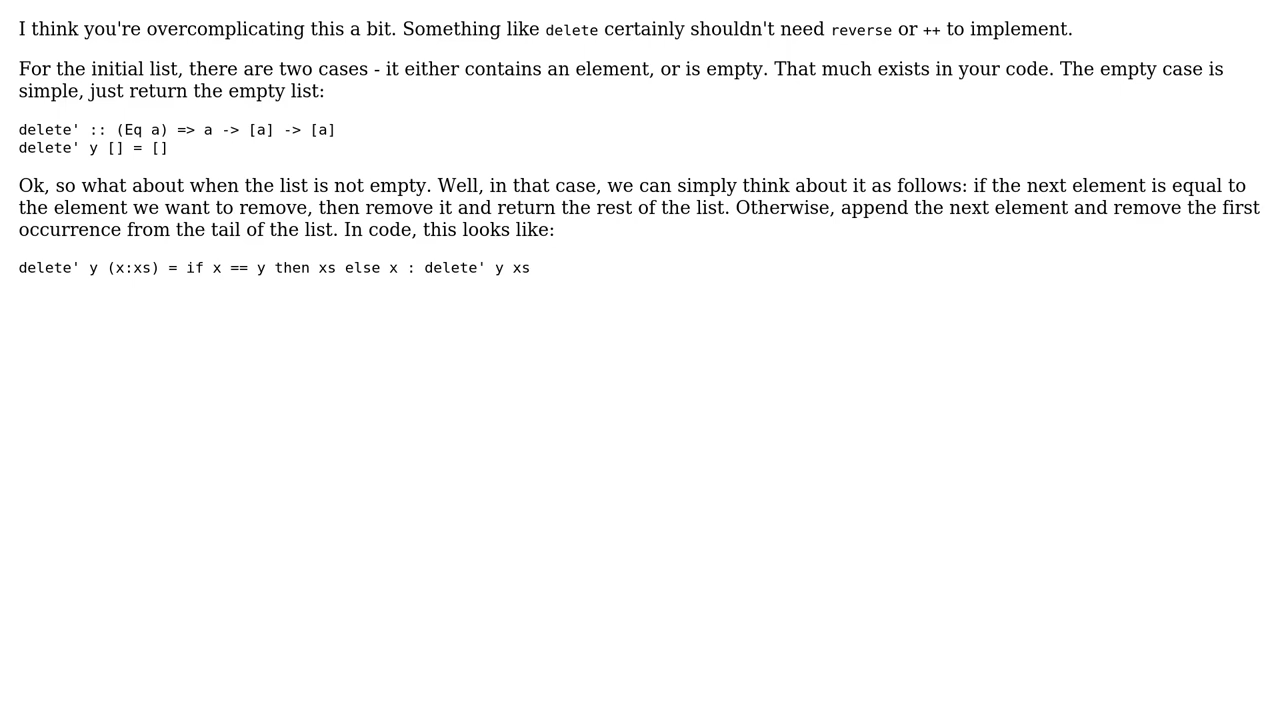 I think you're overcomplicating this a bit. Something like delete certainly shouldn't need reverse or ++ to implement.
For the initial list, there are two cases - it either contains an element, or is empty. That much exists in your code. The empty case is
simple, just return the empty list:
delete' :: (Eq a) => a -> [a] -> [a]
delete' y [] = []
Ok, so what about when the list is not empty. Well, in that case, we can simply think about it as follows: if the next element is equal to
the element we want to remove, then remove it and return the rest of the list. Otherwise, append the next element and remove the first
occurrence from the tail of the list. In code, this looks like:
delete' y (x:xs) = if x == y then xs else x : delete' y xs